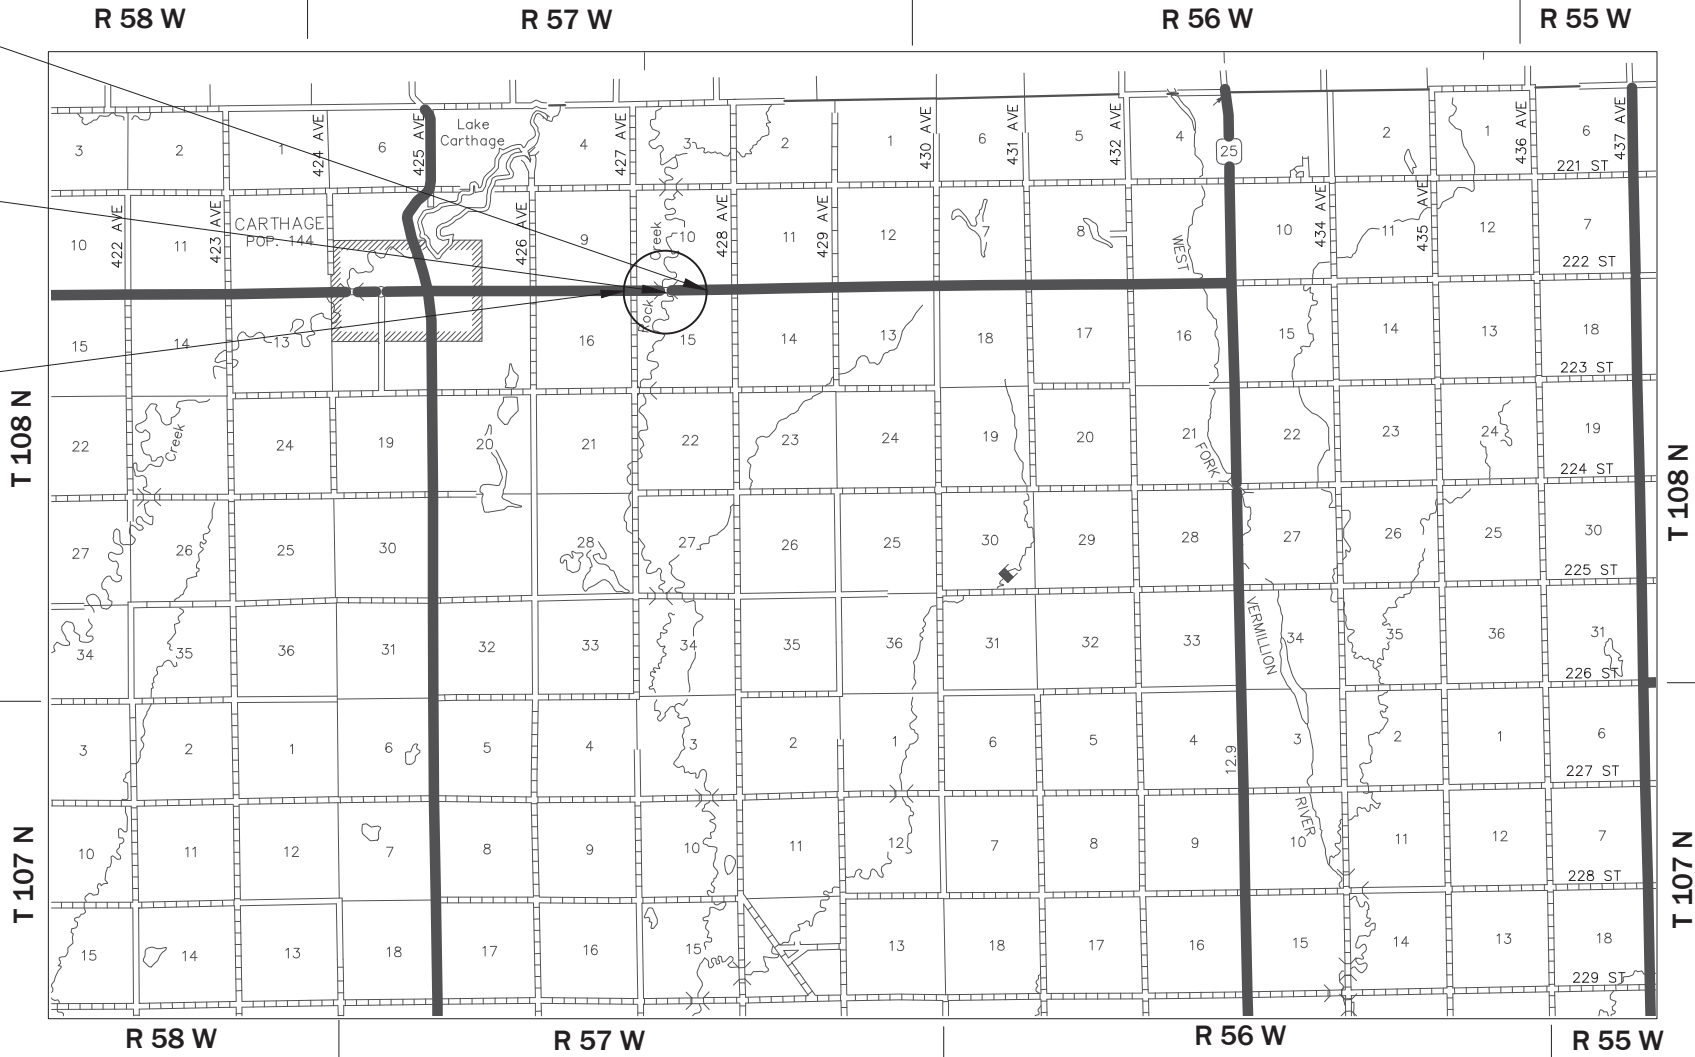 R 58 W R 57 W R 56 W R 55 W
3 2 1 424 AVE 6 425 AVE Lake Carthage 4 427 AVE 3 2 1 430 AVE 6 431 AVE 5 432 AVE 4 25 2 1 436 AVE 6 437 AVE
221 ST
10 422 AVE 11 423 AVE CARTHAGE POP. 144 426 AVE 9 Creek 10 428 AVE 11 429 AVE 12 7 8 WEST 10 434 AVE 11 435 AVE 12 7
222 ST
15 14 13 16 Rock 15 14 13 18 17 16 15 14 13 18
223 ST
T 108 N
22 Creek 24 19 20 21 22 23 24 19 20 21 FORK 22 23 24 19
224 ST
T 108 N
27 26 25 30 28 27 26 25 30 29 28 27 26 25 30
225 ST
34 35 36 31 32 33 34 35 36 31 32 33 VERMILLION 34 35 36 31
226 ST
3 2 1 6 5 4 3 2 1 6 5 4 12.9 3 2 1 6
227 ST
T 107 N
10 11 12 7 8 9 10 11 12 7 8 9 RIVER 10 11 12 7
228 ST
T 107 N
15 14 13 18 17 16 15 13 18 17 16 15 14 13 18
229 ST
R 58 W R 57 W R 56 W R 55 W